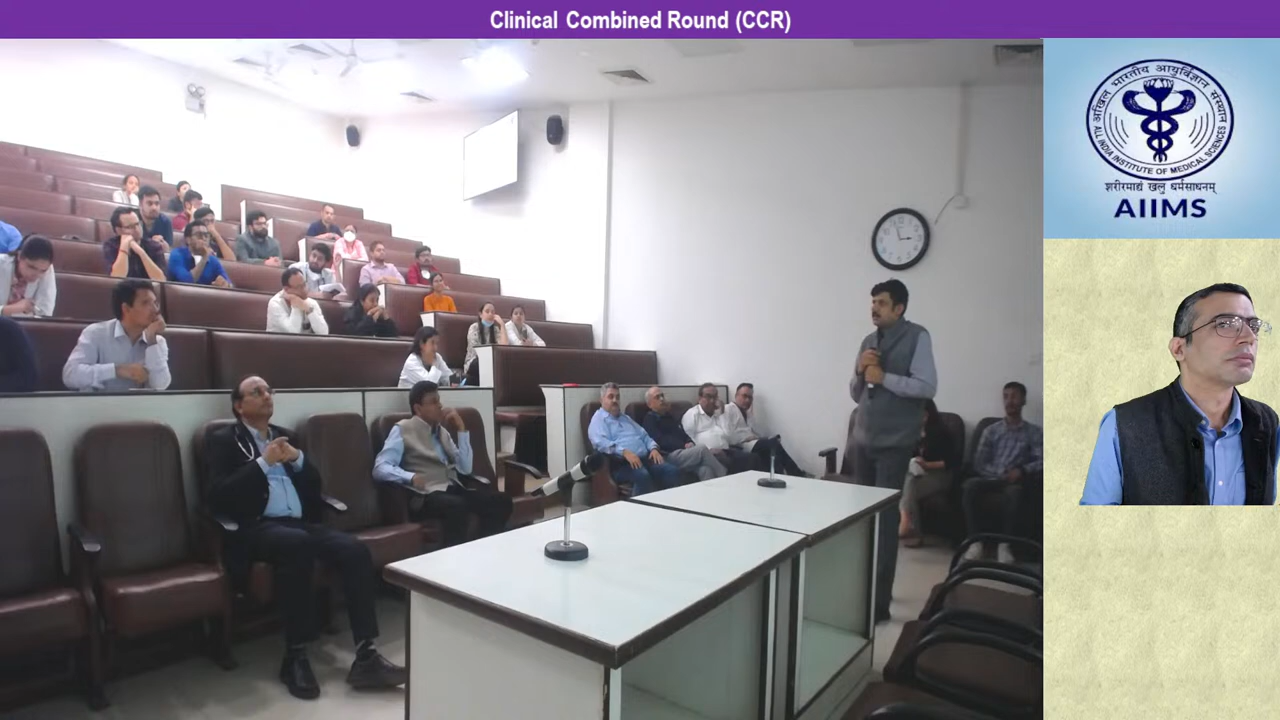 Clinical Combined Round (CCR)
अखिल भारतीय आयुर्विज्ञान संस्थान
ALL INDIA INSTITUTE OF MEDICAL SCIENCES
शरीरमाद्यं खलु धर्मसाधनम्
AIIMS